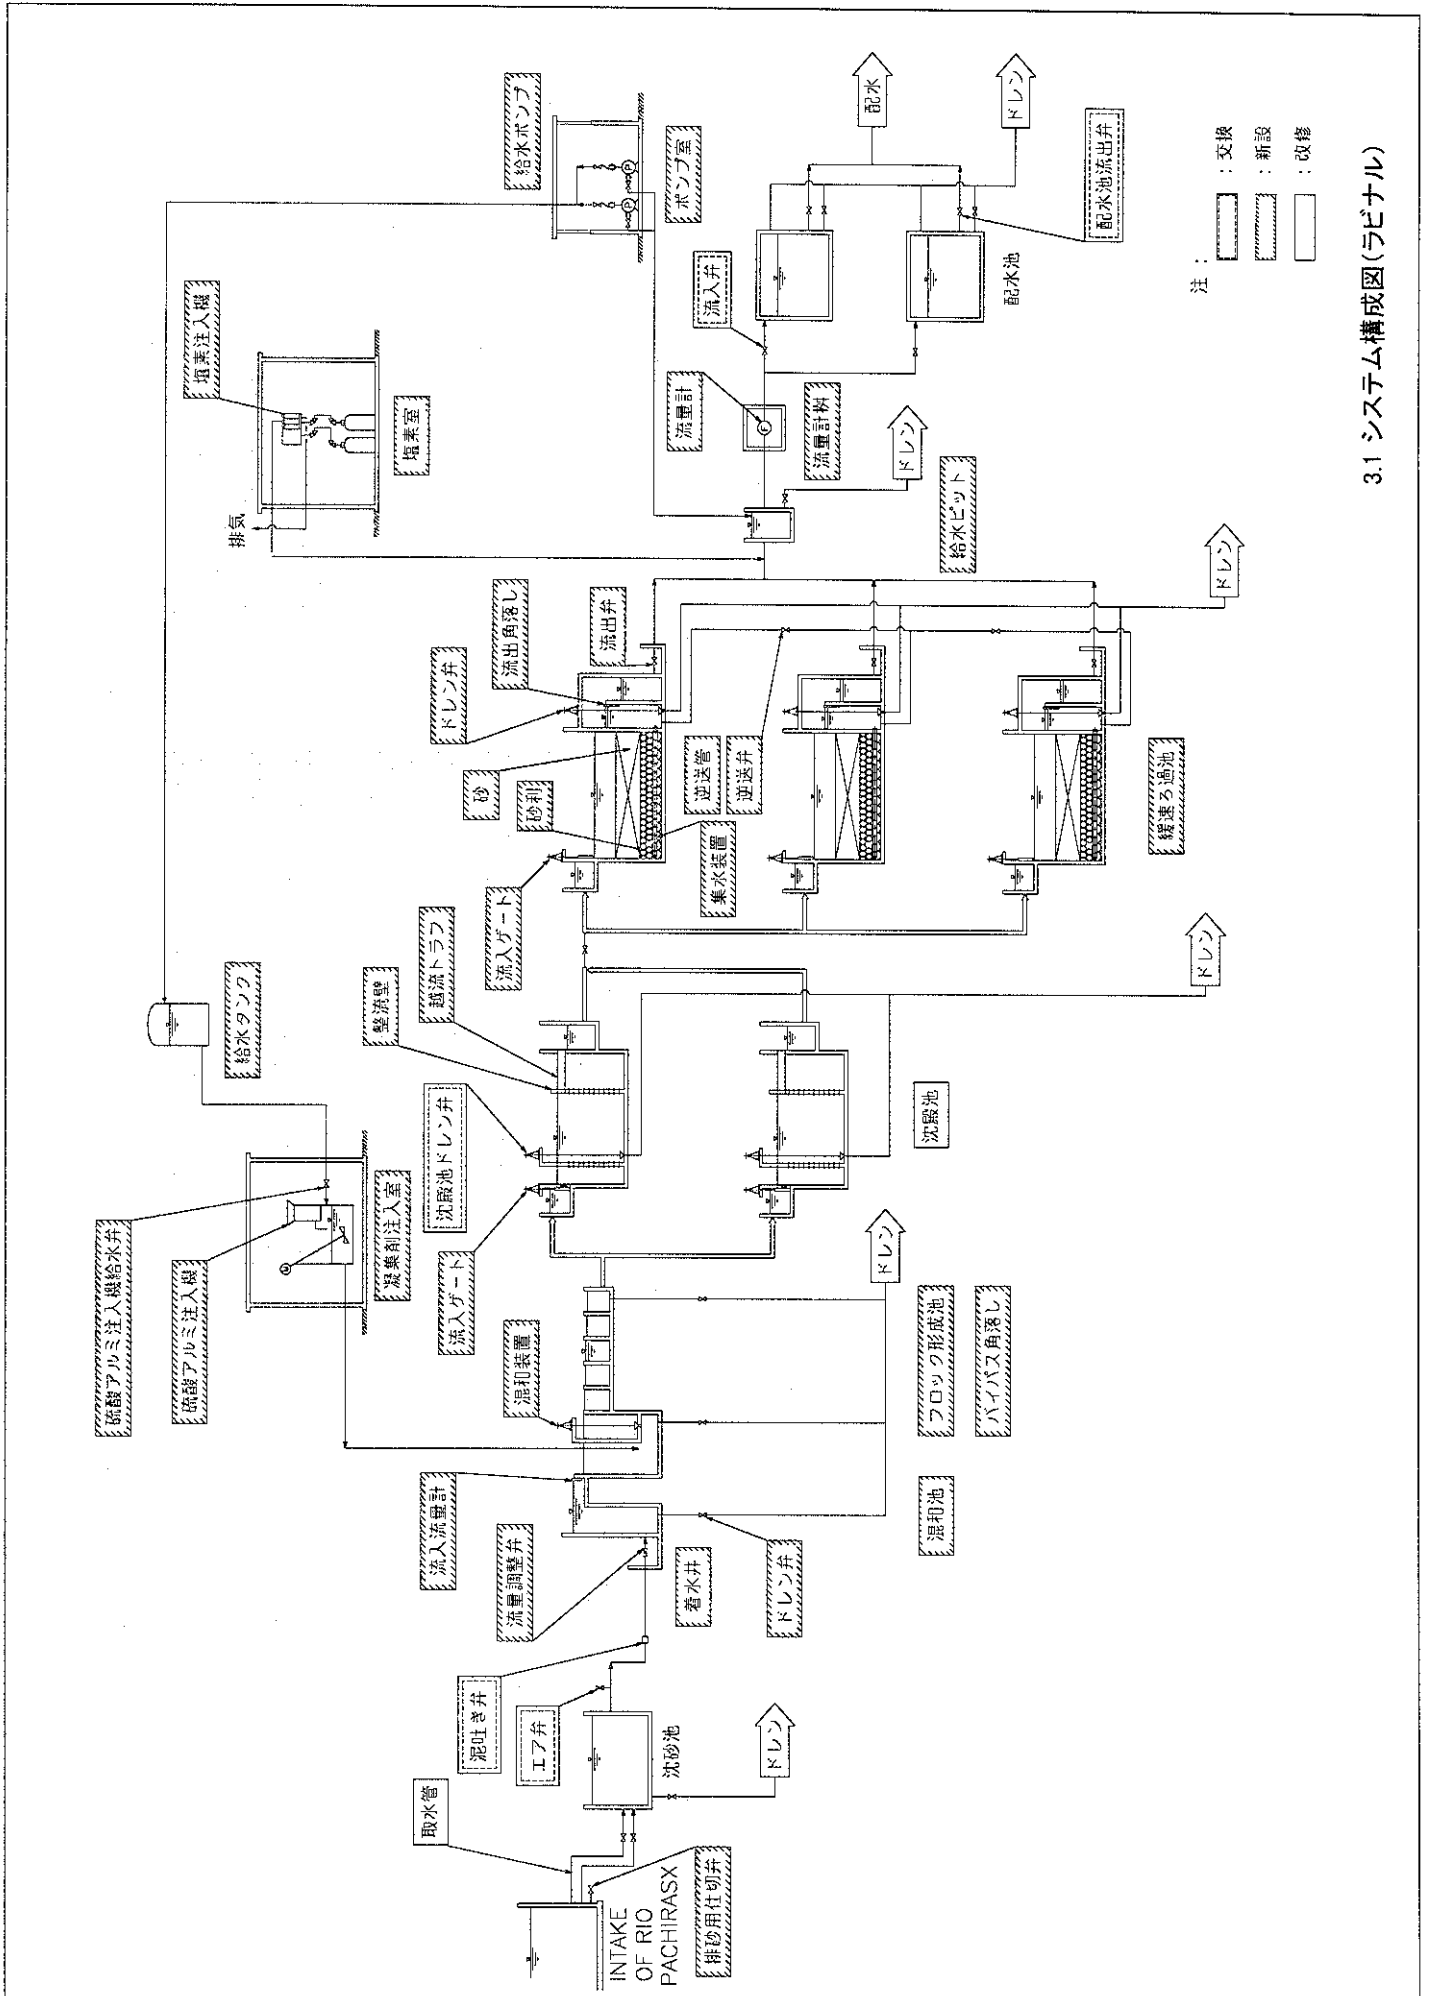 INTAKE
OF RIO
PACHIRASX
排砂用仕切弁
取水管
沈砂池
ドレン
エア弁
泥吐き弁
流量調整弁
流入流量計
着水井
ドレン弁
混和池
混和装置
フロック形成池
バイパス角落し
ドレン
硫酸アルミ注入機給水弁
硫酸アルミ注入機
凝集剤注入室
給水タンク
流入ゲート
沈殿池ドレン弁
整流壁
越流トラフ
沈殿池
ドレン
流入ゲート
砂利
砂
ドレン弁
流出角落し
流出弁
集水装置
逆送管
逆送弁
緩速ろ過池
ドレン
排気
塩素注入機
塩素室
給水ピット
ドレン
流量計
流量計桝
流入弁
給水ポンプ
ポンプ室
P
P
F
M
配水池
配水池流出弁
配水
ドレン
注：
：交換
：新設
：改修
3.1 システム構成図(ラビナル)